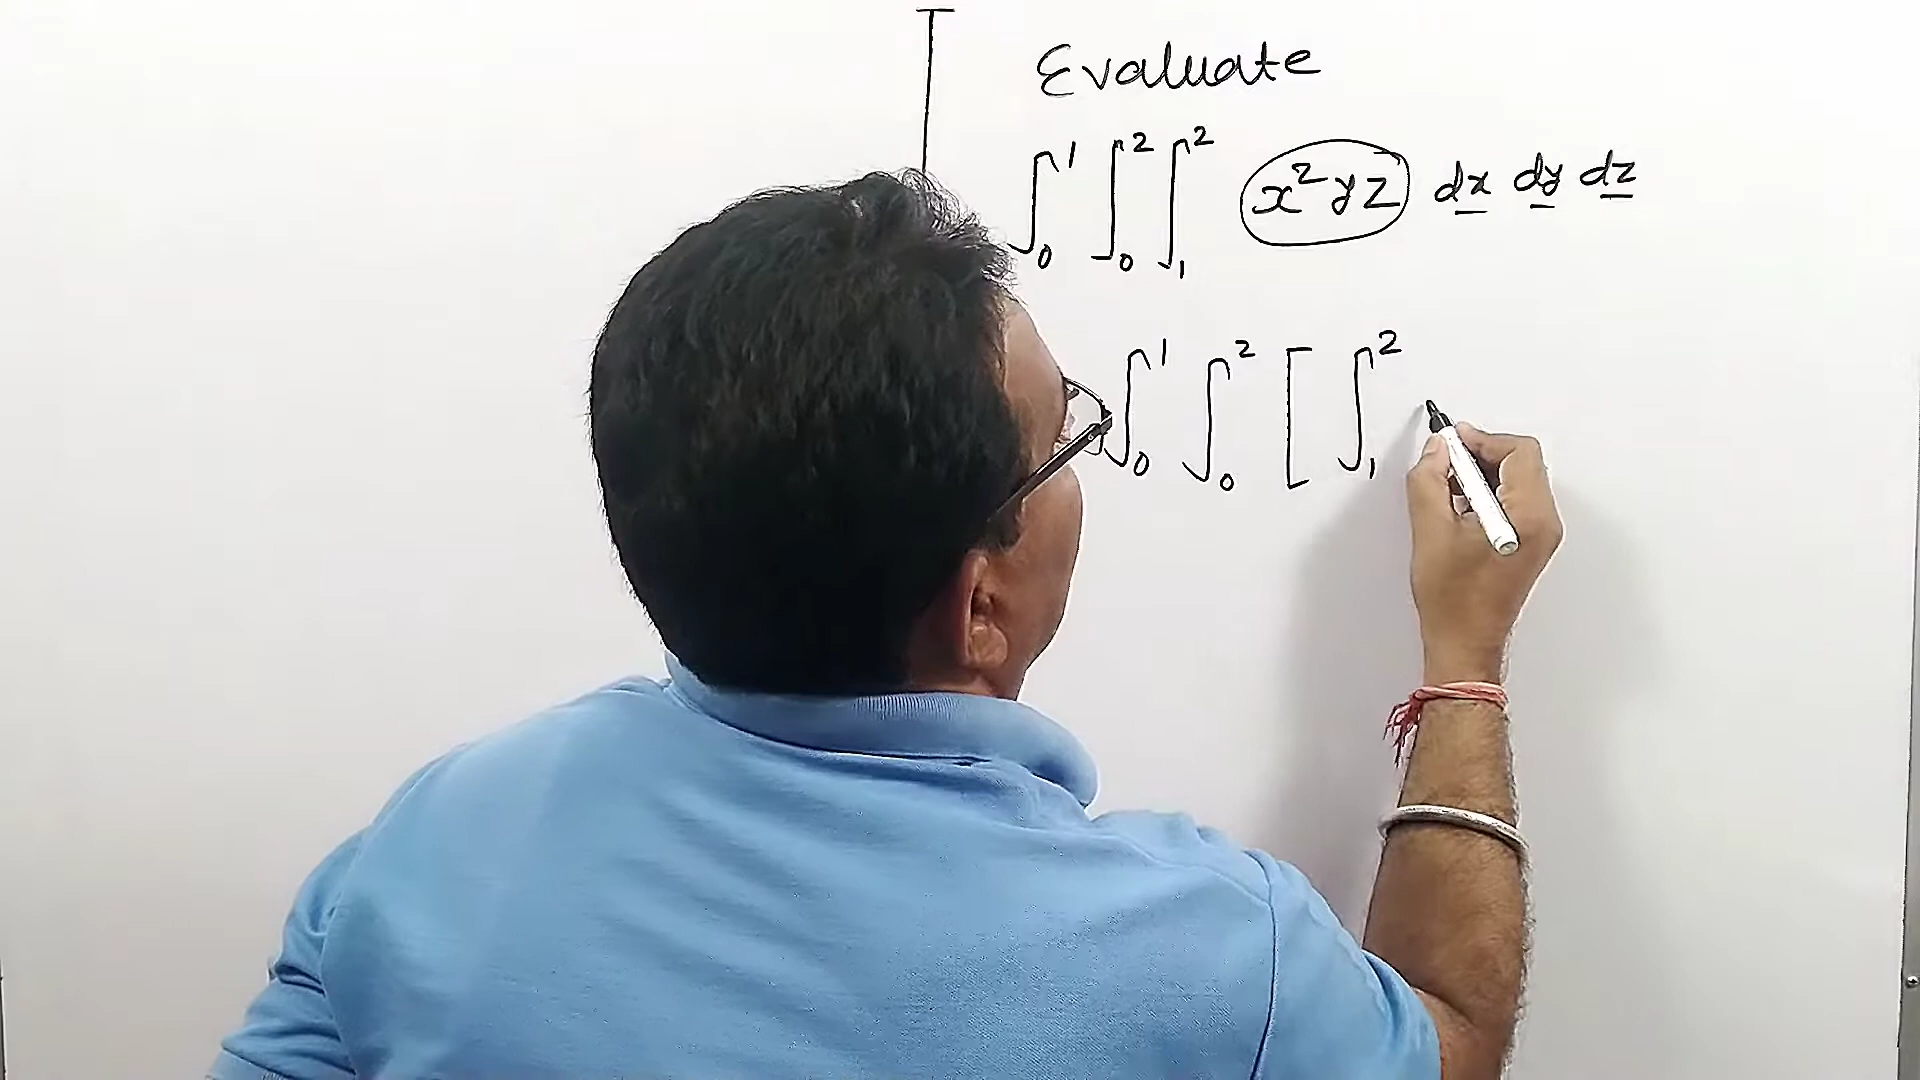 Evaluate
∫₀¹ ∫₀² ∫₁² x²yz dx dy dz
∫₀¹ ∫₀² [ ∫₁²